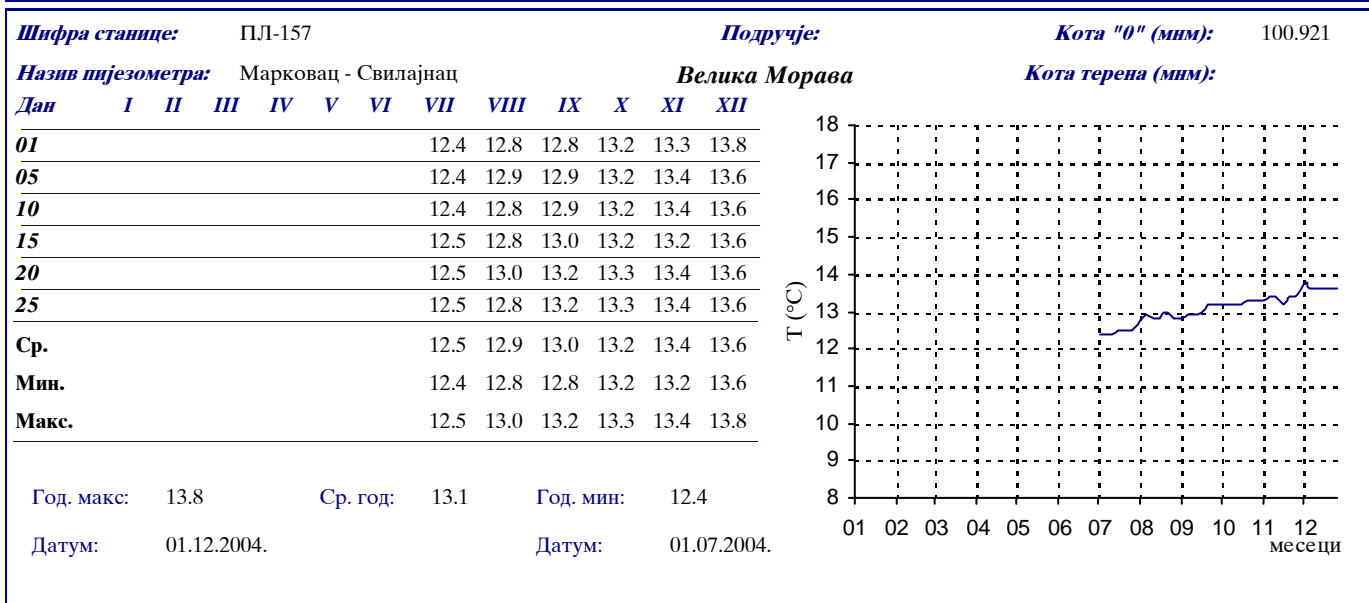 Шифра станице: ПЛ-157 Подручје: Кота "0" (мнм): 100.921
Назив пијезометра: Марковац - Свилајнац Велика Морава Кота терена (мнм):
Дан I II III IV V VI VII VIII IX X XI XII
01 12.4 12.8 12.8 13.2 13.3 13.8
05 12.4 12.9 12.9 13.2 13.4 13.6
10 12.4 12.8 12.9 13.2 13.4 13.6
15 12.5 12.8 13.0 13.2 13.2 13.6
20 12.5 13.0 13.2 13.3 13.4 13.6
25 12.5 12.8 13.2 13.3 13.4 13.6
Ср. 12.5 12.9 13.0 13.2 13.4 13.6
Мин. 12.4 12.8 12.8 13.2 13.2 13.6
Макс. 12.5 13.0 13.2 13.3 13.4 13.8
Год. макс: 13.8 Ср. год: 13.1 Год. мин: 12.4
Датум: 01.12.2004. Датум: 01.07.2004.
T (°C)
18
17
16
15
14
13
12
11
10
9
8
01 02 03 04 05 06 07 08 09 10 11 12
месеци